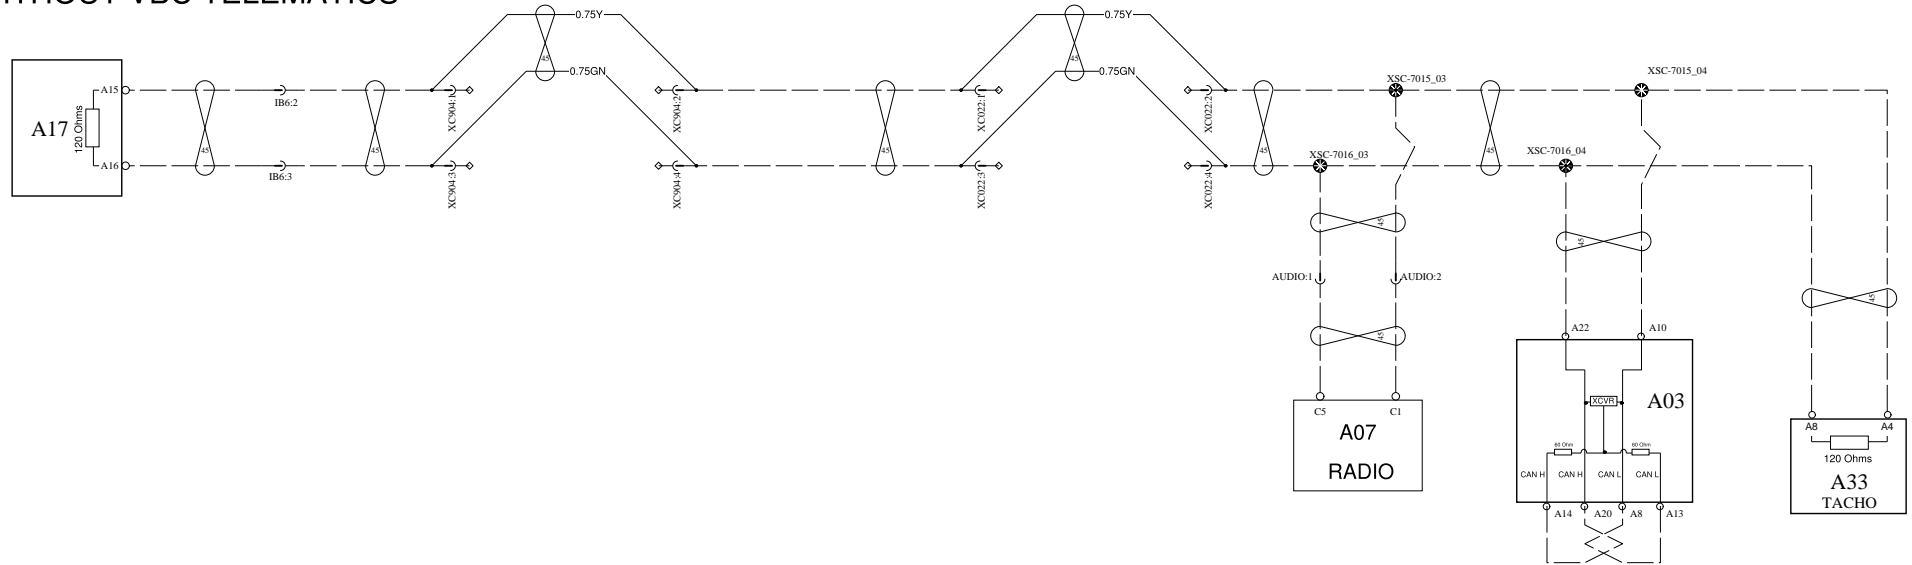 0.75Y
0.75Y
45
45
0.75GN
0.75GN
XSC-7015_03
XSC-7015_04
A15
IB6:2
XC904:1
XC904:2
XC022:1
XC022:2
A17
120 Ohms
45
45
45
45
45
XSC-7016_03
XSC-7016_04
A16
IB6:3
XC904:3
XC904:4
XC022:3
XC022:4
45
45
AUDIO:1
AUDIO:2
45
45
A22
A10
XCVR
A03
C5
C1
A07
RADIO
60 Ohm
60 Ohm
CAN H
CAN H
CAN L
CAN L
A14
A20
A8
A13
A8
A4
120 Ohms
A33
TACHO